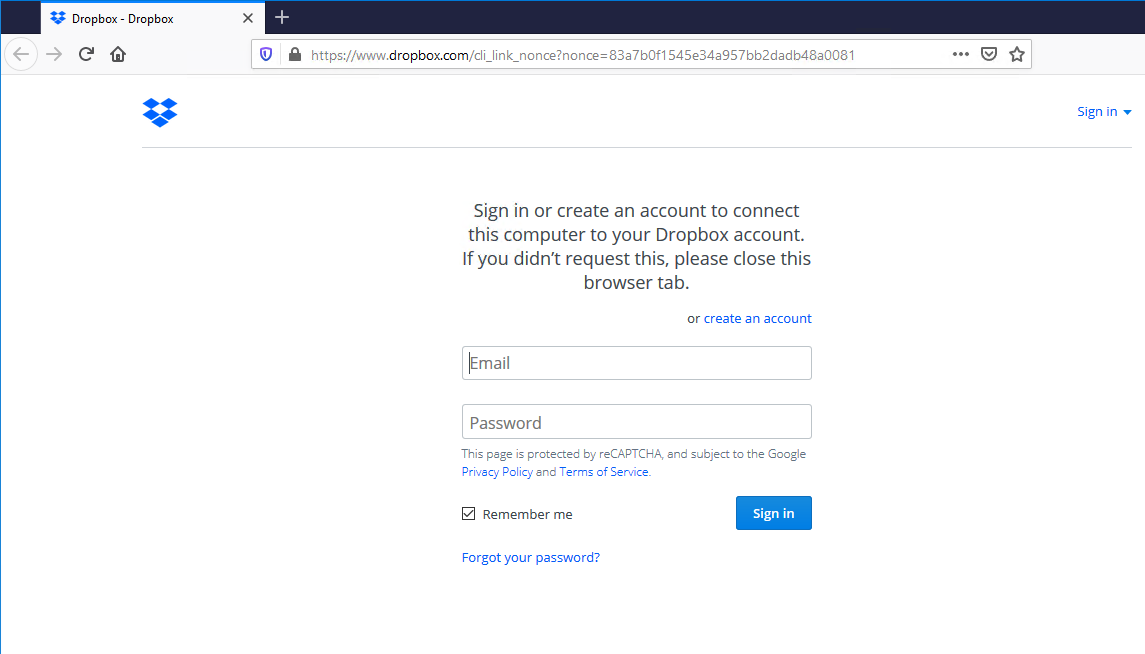 Dropbox - Dropbox
https://www.dropbox.com/cli_link_nonce?nonce=83a7b0f1545e34a957bb2dadb48a0081
Sign in
Sign in or create an account to connect
this computer to your Dropbox account.
If you didn’t request this, please close this
browser tab.
or create an account
Email
Password
This page is protected by reCAPTCHA, and subject to the Google
Privacy Policy and Terms of Service.
Remember me
Sign in
Forgot your password?